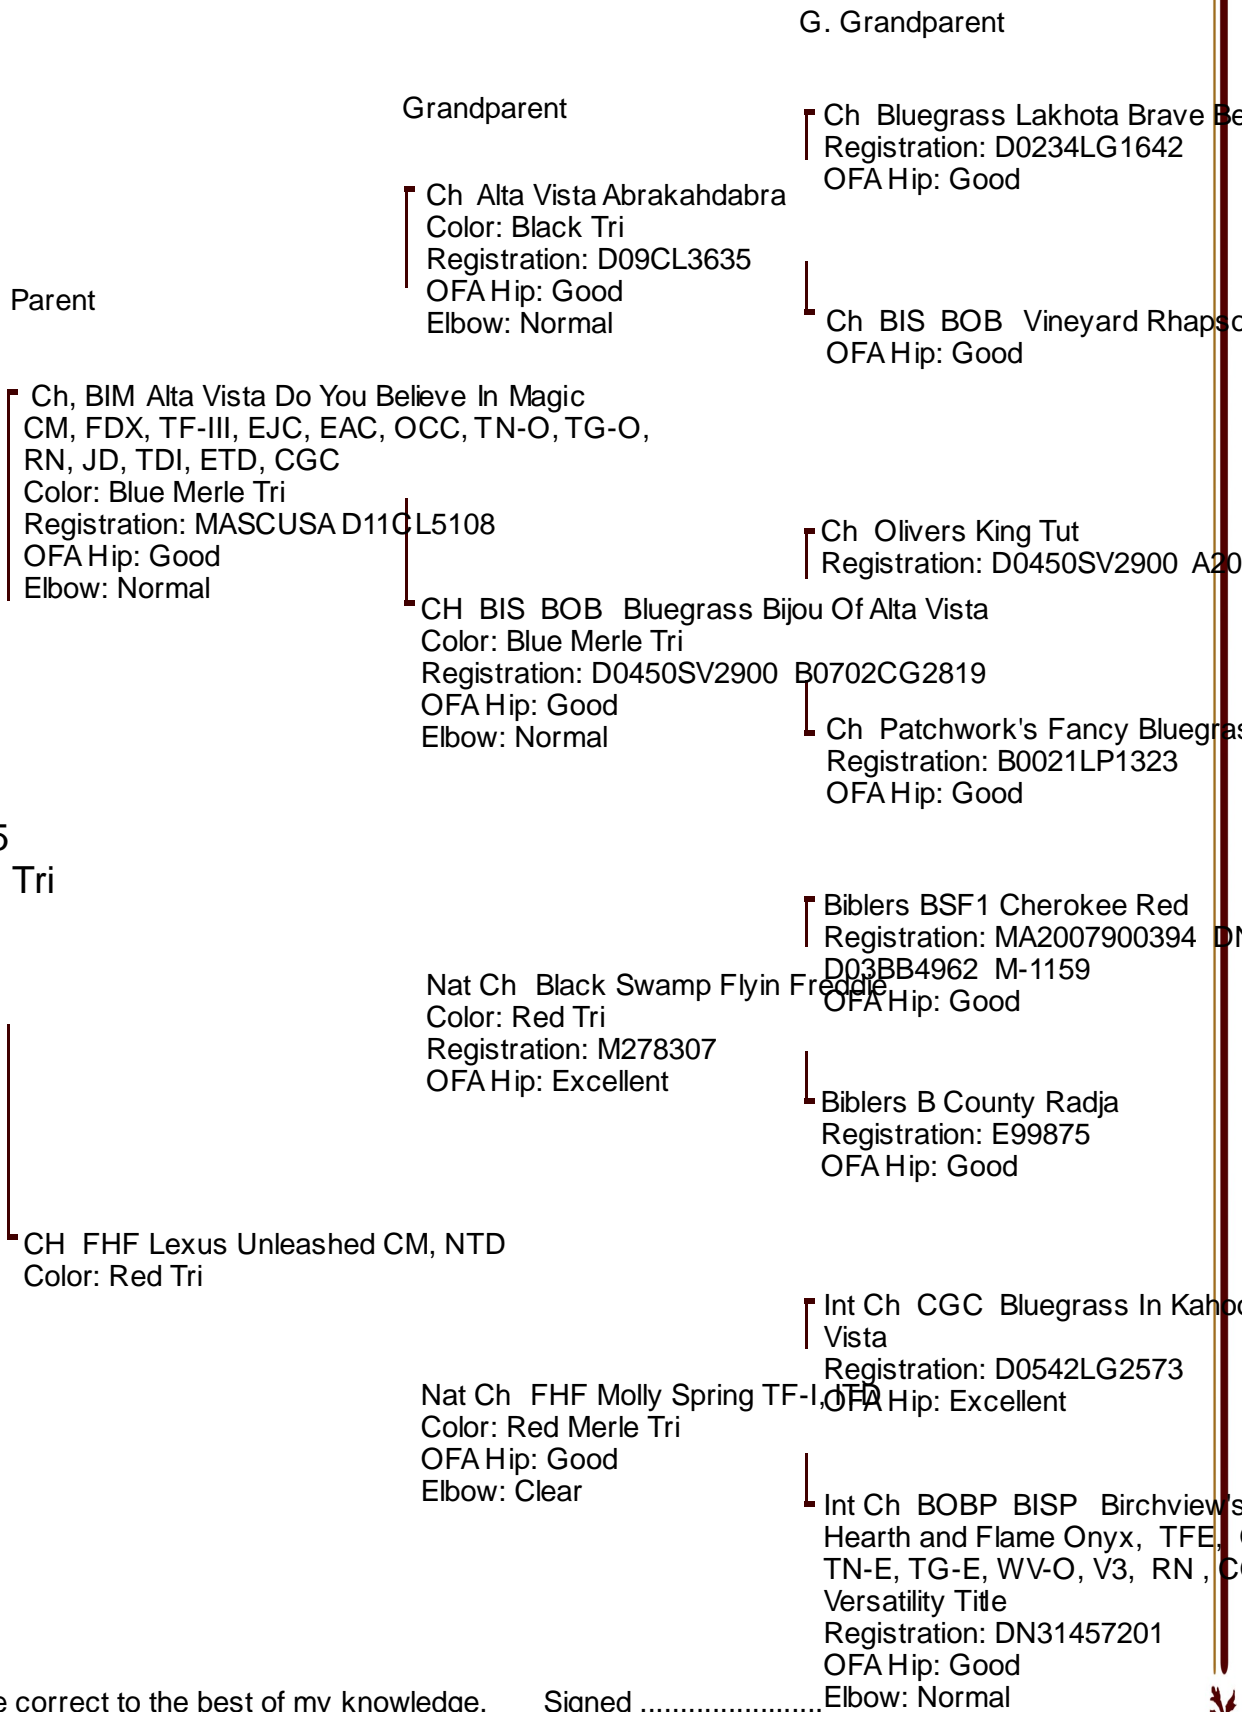 G. Grandparent
Grandparent
Parent
Ch Bluegrass Lakhota Brave
Registration: D0234LG1642
OFA Hip: Good
Ch Alta Vista Abrakahdabra
Color: Black Tri
Registration: D09CL3635
OFA Hip: Good
Elbow: Normal
Ch BIS BOB Vineyard
OFA Hip: Good
Ch, BIM Alta Vista Do You Believe In Magic
CM, FDX, TF-III, EJC, EAC, OCC, TN-O, TG-O,
RN, JD, TDI, ETD, CGC
Color: Blue Merle Tri
Registration: MASCUSA D11CL5108
OFA Hip: Good
Elbow: Normal
Ch Olivers King Tut
Registration: D0450SV2900 A20
CH BIS BOB Bluegrass Bijou Of Alta Vista
Color: Blue Merle Tri
Registration: D0450SV2900 B0702CG2819
OFA Hip: Good
Elbow: Normal
Ch Patchwork's Fancy
Registration: B0021LP1323
OFA Hip: Good
5
Tri
Biblers BSF1 Cherokee Red
Registration: MA2007900394 DN
D03BB4962 M-1159
OFA Hip: Good
Nat Ch Black Swamp Flyin Freddie
Color: Red Tri
Registration: M278307
OFA Hip: Excellent
Biblers B County Radja
Registration: E99875
OFA Hip: Good
CH FHF Lexus Unleashed CM, NTD
Color: Red Tri
Int Ch CGC Bluegrass In
Vista
Registration: D0542LG2573
OFA Hip: Excellent
Nat Ch FHF Molly Spring TF-I, ITD
Color: Red Merle Tri
OFA Hip: Good
Elbow: Clear
Int Ch BOBP BISP Birchview's
Hearth and Flame Onyx, TFE,
TN-E, TG-E, WV-O, V3, RN ,
Versatility Title
Registration: DN31457201
OFA Hip: Good
Elbow: Normal
e correct to the best of my knowledge. Signed .......................